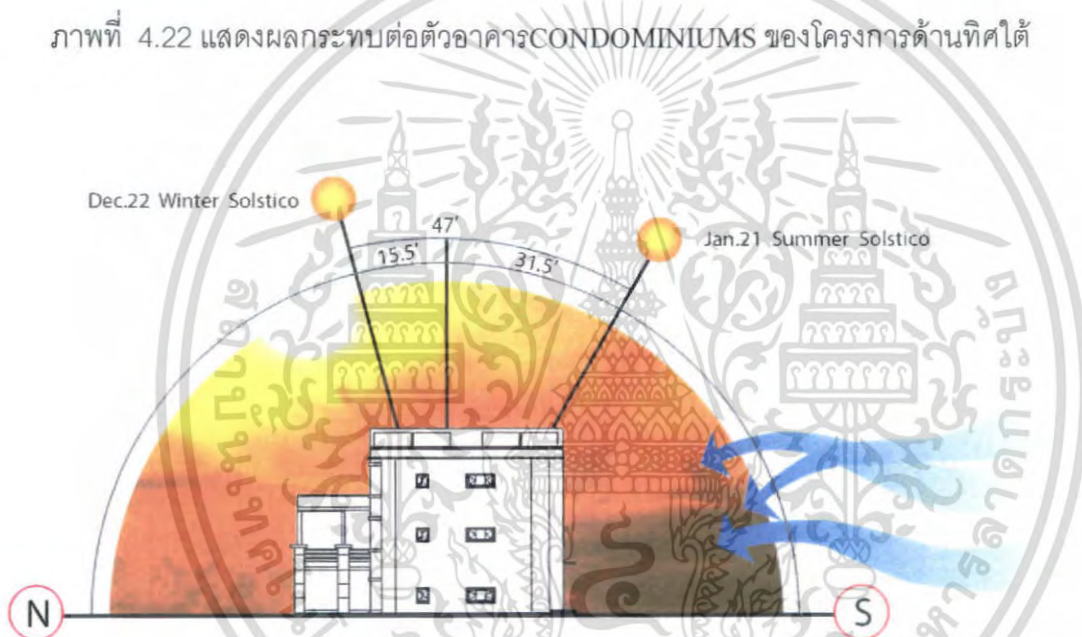 ภาพที่ 4.22 แสดงผลกระทบต่อตัวอาคารCONDOMINIUMS ของโครงการด้านทิศใต้
Dec.22 Winter Solstico
47'
15.5'
31.5'
Jan.21 Summer Solstico
N
S